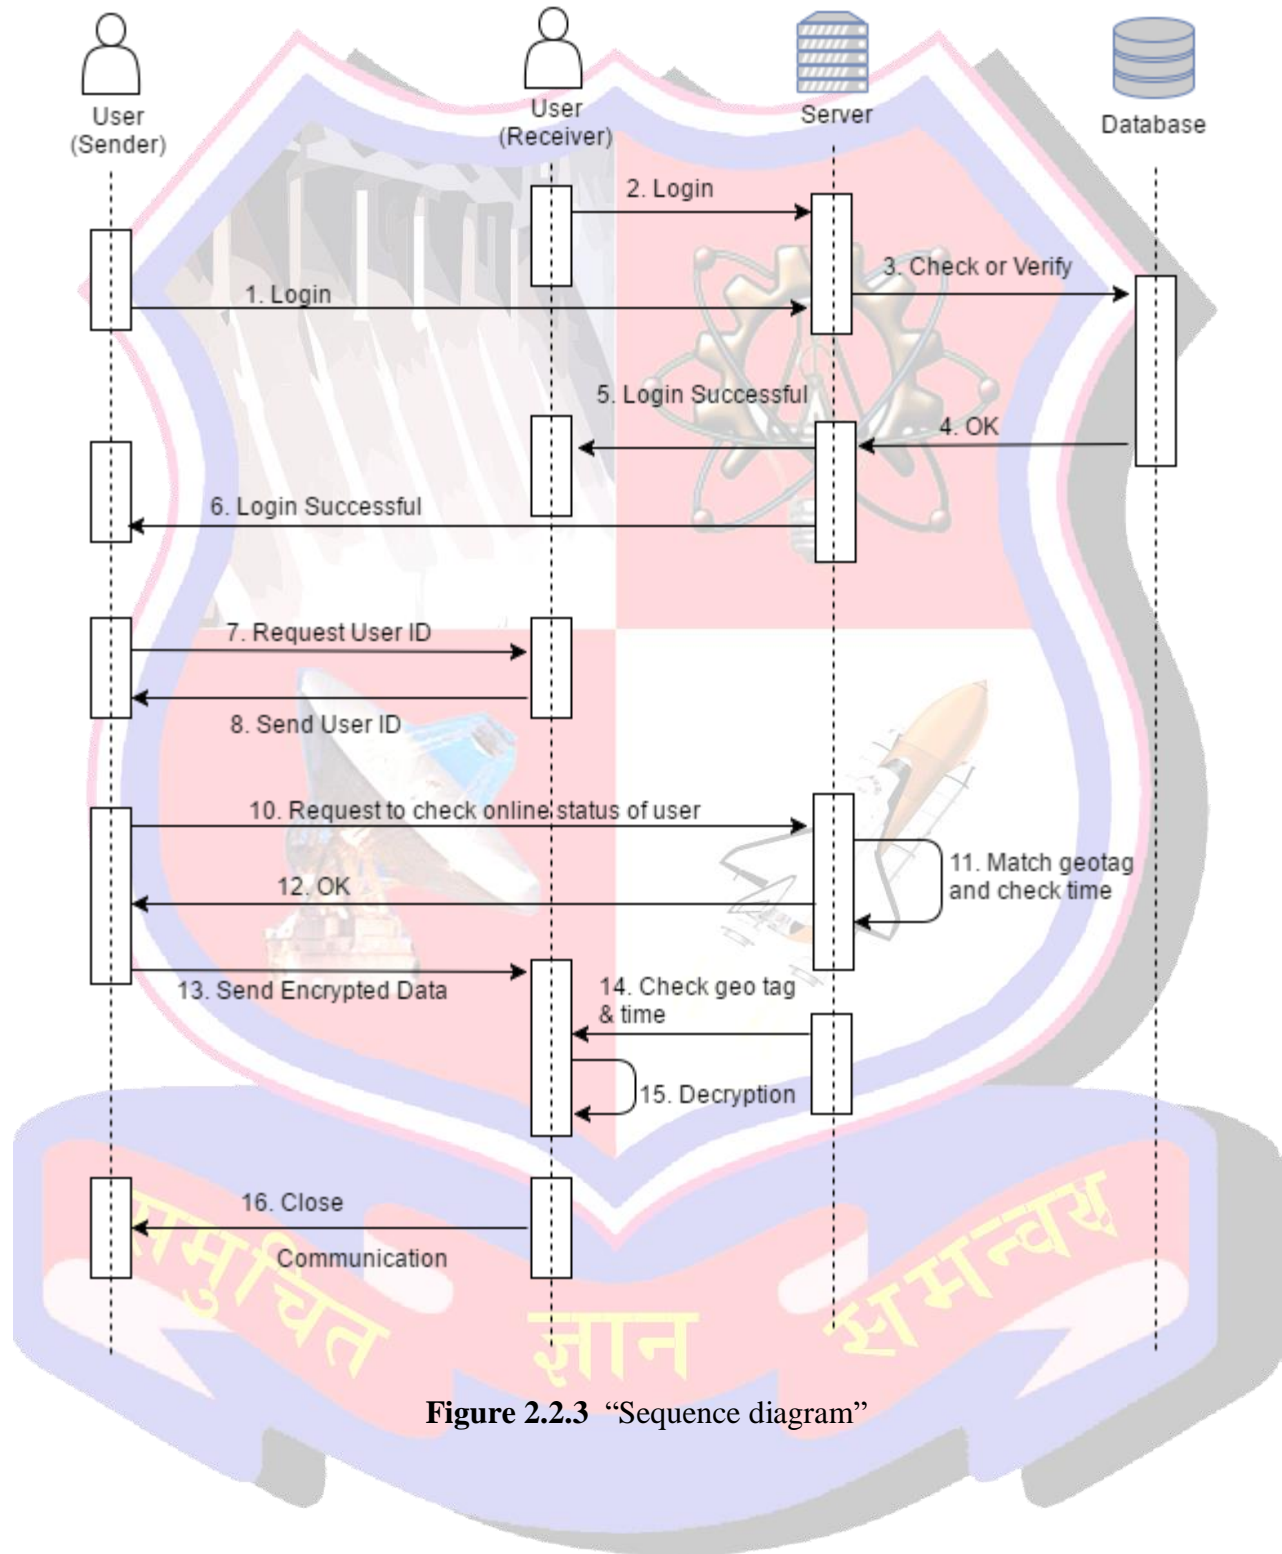 User
(Sender)
User
(Receiver)
Server
Database
2. Login
3. Check or Verify
1. Login
5. Login Successful
4. OK
6. Login Successful
7. Request User ID
8. Send User ID
10. Request to check online status of user
11. Match geotag
and check time
12. OK
13. Send Encrypted Data
14. Check geo tag
& time
15. Decryption
16. Close
Communication
समुचित ज्ञान समन्वय
Figure 2.2.3 “Sequence diagram”